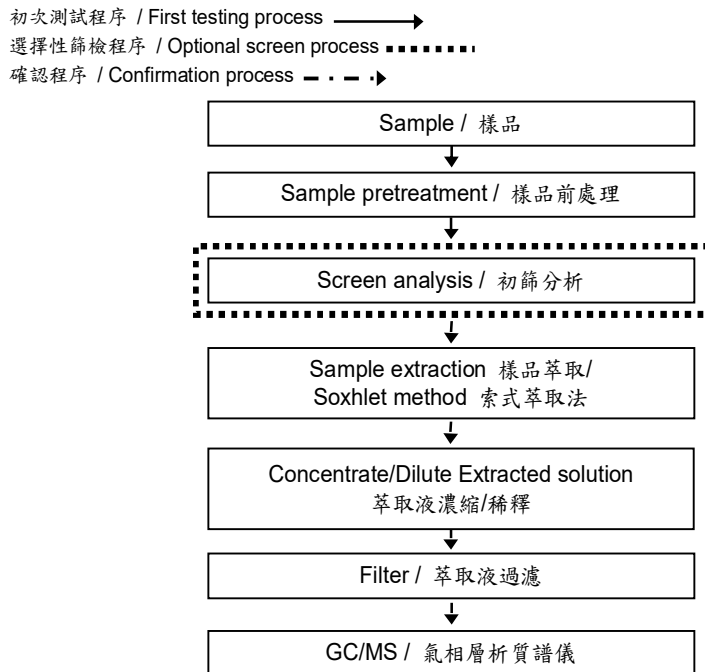 初次測試程序 / First testing process
選擇性篩檢程序 / Optional screen process
確認程序 / Confirmation process
Sample / 樣品
Sample pretreatment / 樣品前處理
Screen analysis / 初篩分析
Sample extraction 樣品萃取/
Soxhlet method 索式萃取法
Concentrate/Dilute Extracted solution
萃取液濃縮/稀釋
Filter / 萃取液過濾
GC/MS / 氣相層析質譜儀